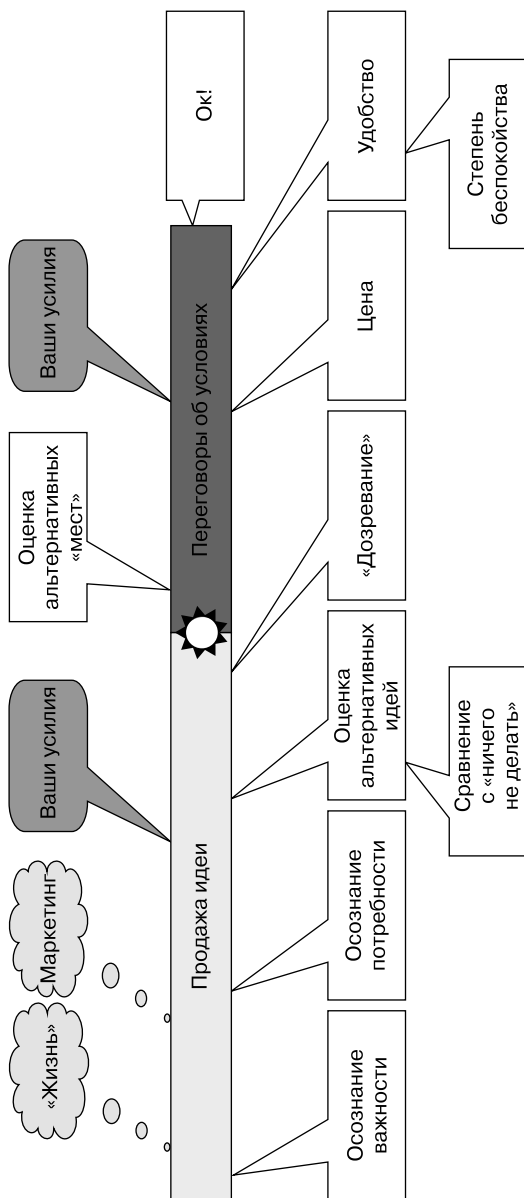 «Жизнь»
Маркетинг
Ваши усилия
Оценка
альтернативных
«мест»
Ваши усилия
Продажа идеи
Переговоры об условиях
Ок!
Осознание
важности
Осознание
потребности
Оценка
альтернативных
идей
«Дозревание»
Цена
Удобство
Сравнение
с «ничего
не делать»
Степень
беспокойства